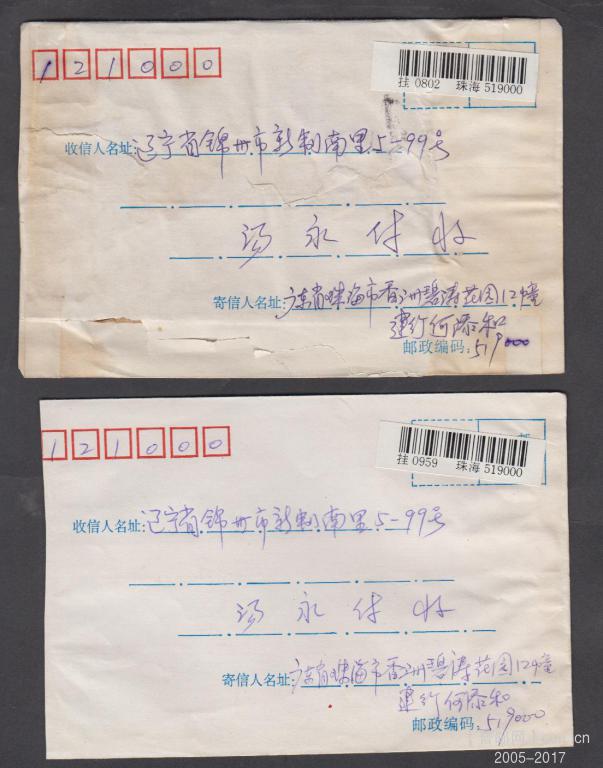 121000
挂 0802 珠海 519000
收信人名址:辽宁省锦州市新制南里5-99号
汤永付收
寄信人名址:广东省珠海市香洲碧涛花园12幢
建行何添和
邮政编码:519000
121000
挂 0959 珠海 519000
收信人名址:辽宁省锦州市新制南里5-99号
汤永付收
寄信人名址:广东省珠海市香洲碧涛花园12幢
建行何添和
邮政编码:519000
2005-2017